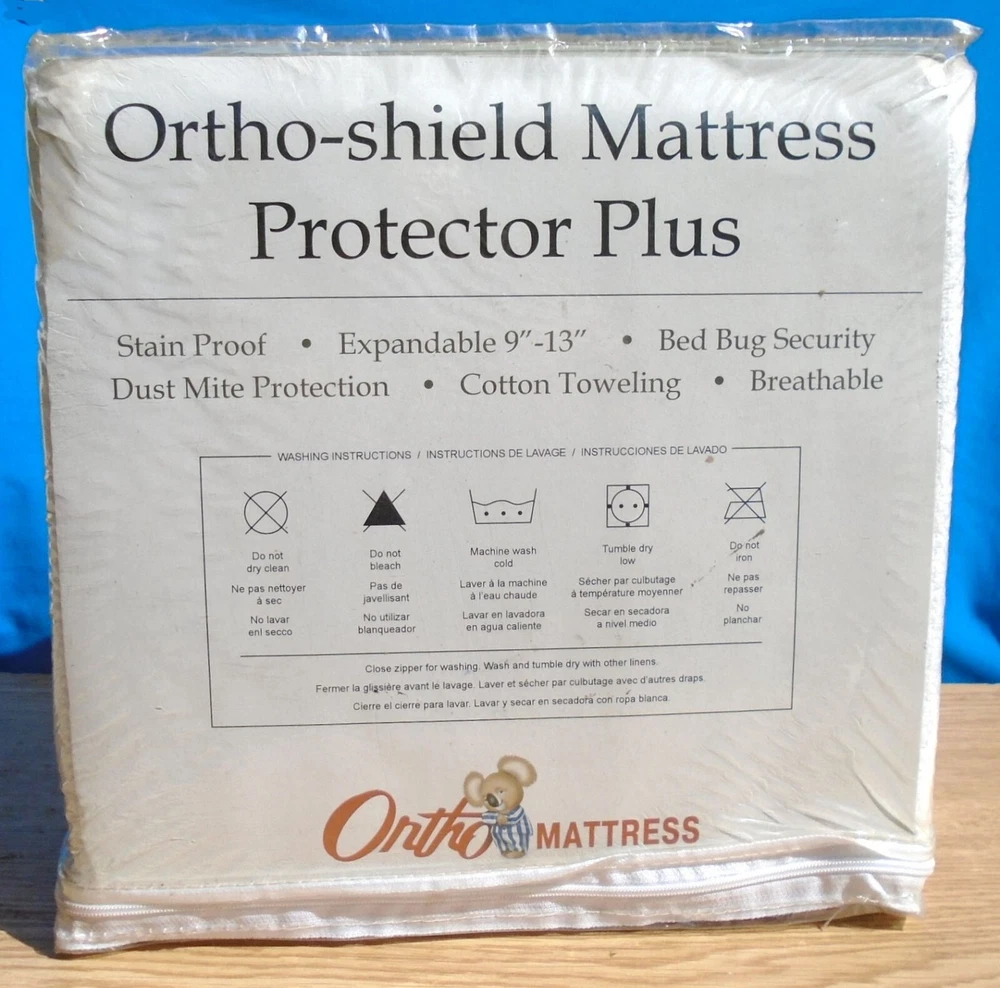 Ortho-shield Mattress
Protector Plus
Stain Proof • Expandable 9"-13" • Bed Bug Security
Dust Mite Protection • Cotton Toweling • Breathable
WASHING INSTRUCTIONS / INSTRUCTIONS DE LAVAGE / INSTRUCCIONES DE LAVADO
Do not
dry clean
Ne pas nettoyer
à sec
No lavar
enl secco
Do not
bleach
Pas de
javellisant
No utilizar
blanqueador
Machine wash
cold
Laver à la machine
à l'eau chaude
Lavar en lavadora
en agua caliente
Tumble dry
low
Sécher par culbutage
à température moyenner
Secar en secadora
a nivel medio
Do not
iron
Ne pas
repasser
No
planchar
Close zipper for washing. Wash and tumble dry with other linens.
Fermer la glissière avant le lavage. Laver et sécher par culbutage avec d'autres draps.
Cierre el cierre para lavar. Lavar y secar en secadora con ropa blanca.
Ortho MATTRESS